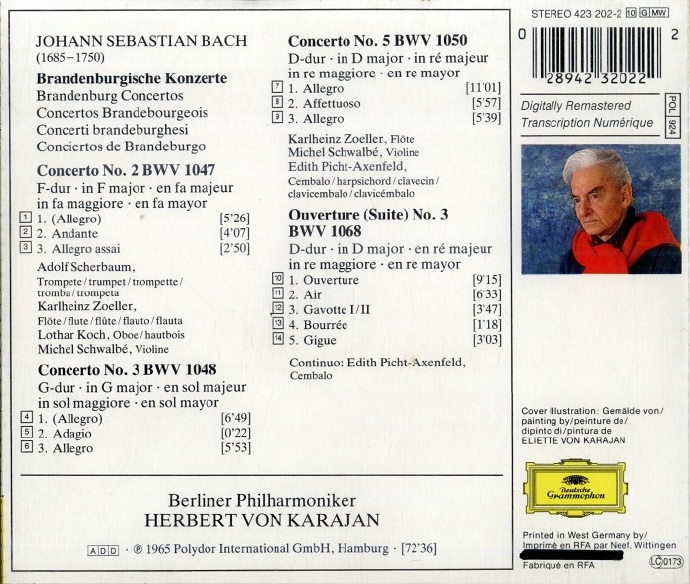 JOHANN SEBASTIAN BACH
(1685–1750)
Brandenburgische Konzerte
Brandenburg Concertos
Concertos Brandebourgeois
Concerti brandeburghesi
Conciertos de Brandeburgo
Concerto No. 2 BWV 1047
F-dur · in F major · en fa majeur
in fa maggiore · en fa mayor
1 1. (Allegro) [5'26]
2 2. Andante [4'07]
3 3. Allegro assai [2'50]
Adolf Scherbaum,
Trompete/trumpet/trompette/
tromba/trompeta
Karlheinz Zoeller,
Flöte/flute/flûte/flauto/flauta
Lothar Koch, Oboe/hautbois
Michel Schwalbé, Violine
Concerto No. 3 BWV 1048
G-dur · in G major · en sol majeur
in sol maggiore · en sol mayor
4 1. (Allegro) [6'49]
5 2. Adagio [0'22]
6 3. Allegro [5'53]
Concerto No. 5 BWV 1050
D-dur · in D major · in ré majeur
in re maggiore · en re mayor
7 1. Allegro [11'01]
8 2. Affettuoso [5'57]
9 3. Allegro [5'39]
Karlheinz Zoeller, Flöte
Michel Schwalbé, Violine
Edith Picht-Axenfeld,
Cembalo/harpsichord/clavecin/
clavicembalo/clavicémbalo
Ouverture (Suite) No. 3
BWV 1068
D-dur · in D major · en ré majeur
in re maggiore · en re mayor
10 1. Ouverture [9'15]
11 2. Air [6'33]
12 3. Gavotte I/II [3'47]
13 4. Bourrée [1'18]
14 5. Gigue [3'03]
Continuo: Edith Picht-Axenfeld,
Cembalo
Berliner Philharmoniker
HERBERT VON KARAJAN
ADD · ℗ 1965 Polydor International GmbH, Hamburg · [72'36]
STEREO 423 202-2 10 G MW
0 28942 32022 2
Digitally Remastered
Transcription Numérique
POL 924
Cover Illustration: Gemälde von/
painting by/peinture de/
dipinto di/pintura de
ELIETTE VON KARAJAN
Deutsche
Grammophon
Printed in West Germany by/
Imprimé en RFA par Neef, Wittingen
Fabriqué en RFA
LC 0173